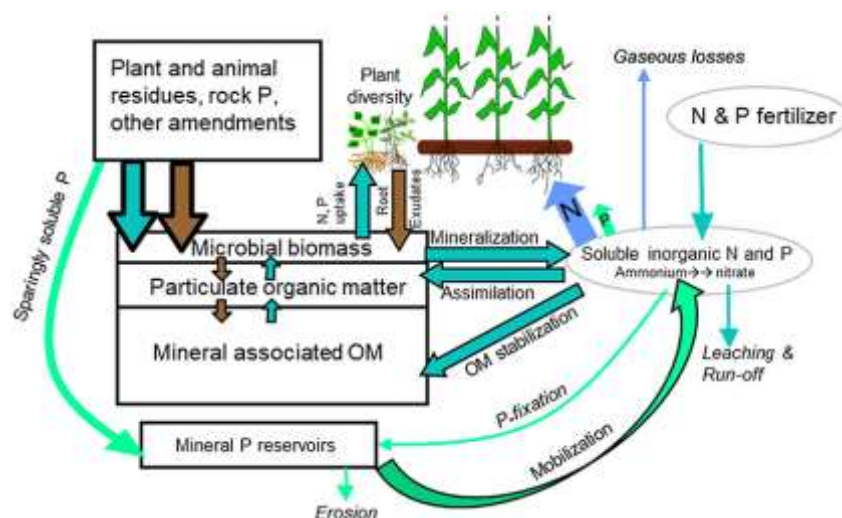 Plant and animal
residues, rock P,
other amendments
Plant
diversity
Gaseous losses
N & P fertilizer
Sparingly soluble P
N, P
uptake
Root
Exudates
N
P
Microbial biomass
Mineralization
Soluble inorganic N and P
Ammonium→→ nitrate
Particulate organic matter
Assimilation
Mineral associated OM
OM stabilization
Leaching &
Run-off
P-fixation
Mineral P reservoirs
Mobilization
Erosion